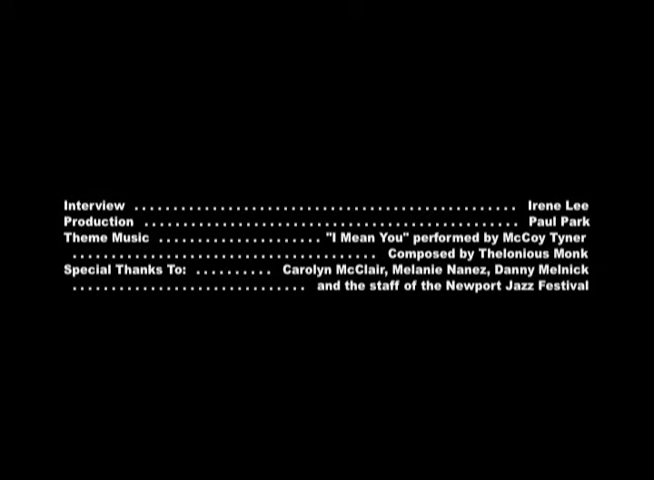 Interview ................................................. Irene Lee
Production ................................................ Paul Park
Theme Music ..................... "I Mean You" performed by McCoy Tyner
....................................... Composed by Thelonious Monk
Special Thanks To: .......... Carolyn McClair, Melanie Nanez, Danny Melnick
.............................. and the staff of the Newport Jazz Festival